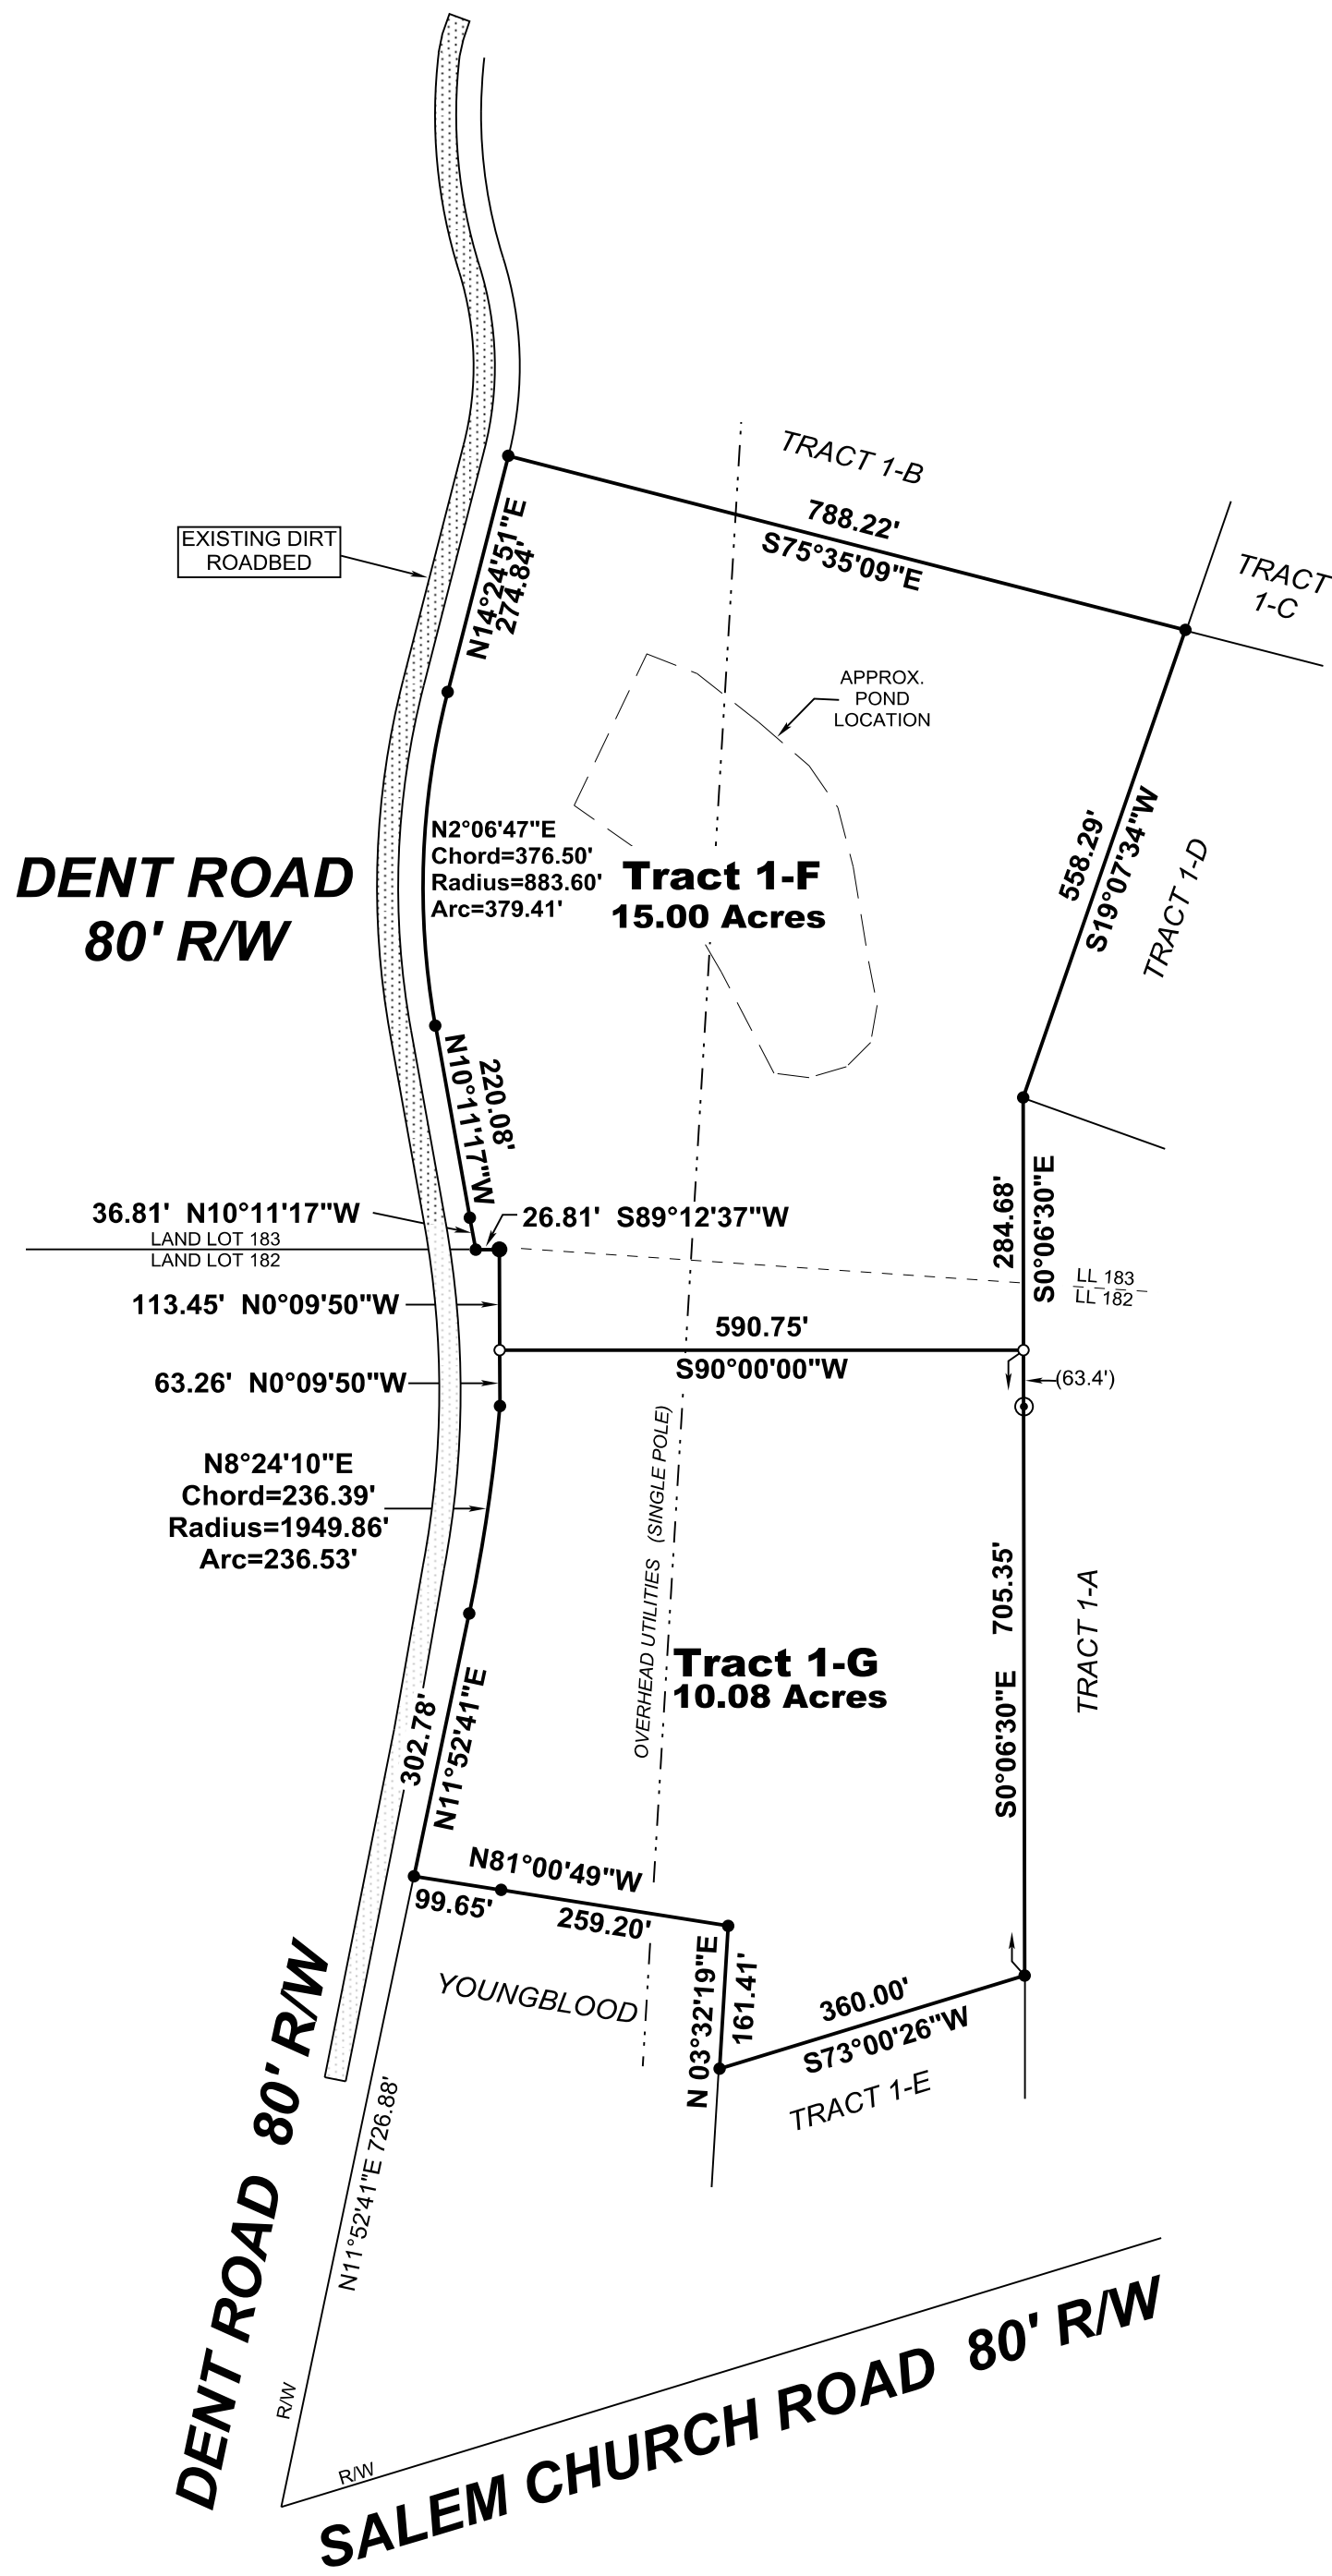 TRACT 1-B
788.22'
S75°35'09"E
TRACT
1-C
N14°24'51"E
274.84'
EXISTING DIRT
ROADBED
APPROX.
POND
LOCATION
558.29'
S19°07'34"W
TRACT 1-D
N2°06'47"E
Chord=376.50'
Radius=883.60'
Arc=379.41'
Tract 1-F
15.00 Acres
DENT ROAD
80' R/W
N10°11'17"W
220.08'
36.81' N10°11'17"W
26.81' S89°12'37"W
LAND LOT 183
LAND LOT 182
284.68'
S0°06'30"E
LL 183
LL 182
113.45' N0°09'50"W
590.75'
S90°00'00"W
63.26' N0°09'50"W
(63.4')
N8°24'10"E
Chord=236.39'
Radius=1949.86'
Arc=236.53'
OVERHEAD UTILITIES (SINGLE POLE)
S0°06'30"E 705.35'
TRACT 1-A
Tract 1-G
10.08 Acres
302.78'
N11°52'41"E
N81°00'49"W
99.65'
259.20'
YOUNGBLOOD
N 03°32'19"E
161.41'
360.00'
S73°00'26"W
TRACT 1-E
DENT ROAD 80' R/W
N11°52'41"E 726.88'
R/W
R/W
SALEM CHURCH ROAD 80' R/W